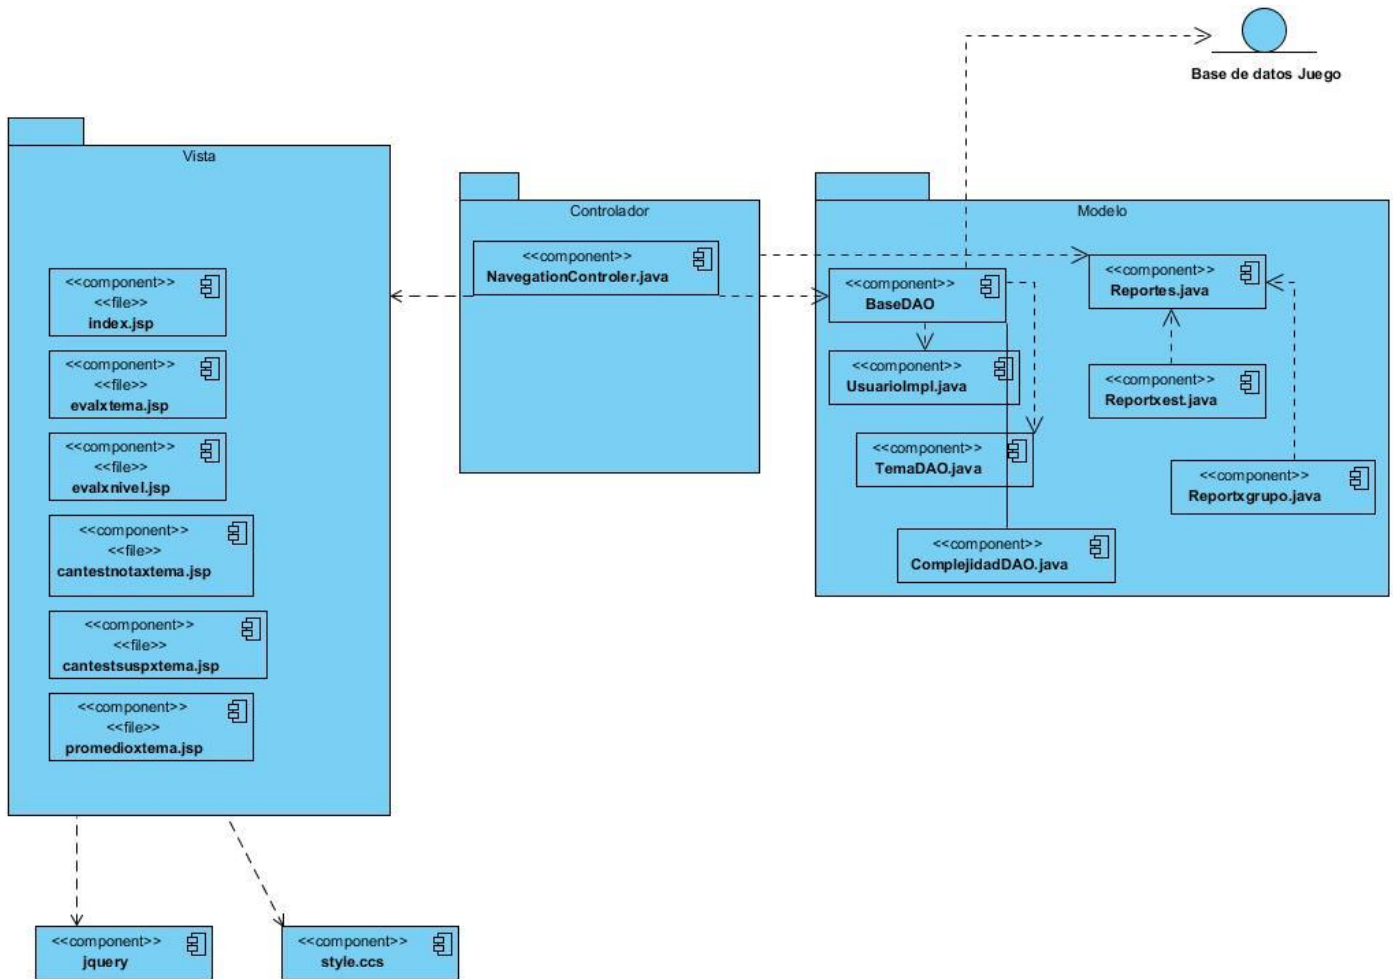 Base de datos Juego
Vista
<<component>>
<<file>>
index.jsp
<<component>>
<<file>>
evalxtema.jsp
<<component>>
<<file>>
evalxnivel.jsp
<<component>>
<<file>>
cantestnotaxtema.jsp
<<component>>
<<file>>
cantestsuspxtema.jsp
<<component>>
<<file>>
promedioxtema.jsp
Controlador
<<component>>
NavegationControler.java
Modelo
<<component>>
BaseDAO
<<component>>
UsuarioImpl.java
<<component>>
TemaDAO.java
<<component>>
ComplejidadDAO.java
<<component>>
Reportes.java
<<component>>
Reportxest.java
<<component>>
Reportxgrupo.java
<<component>>
jquery
<<component>>
style.ccs